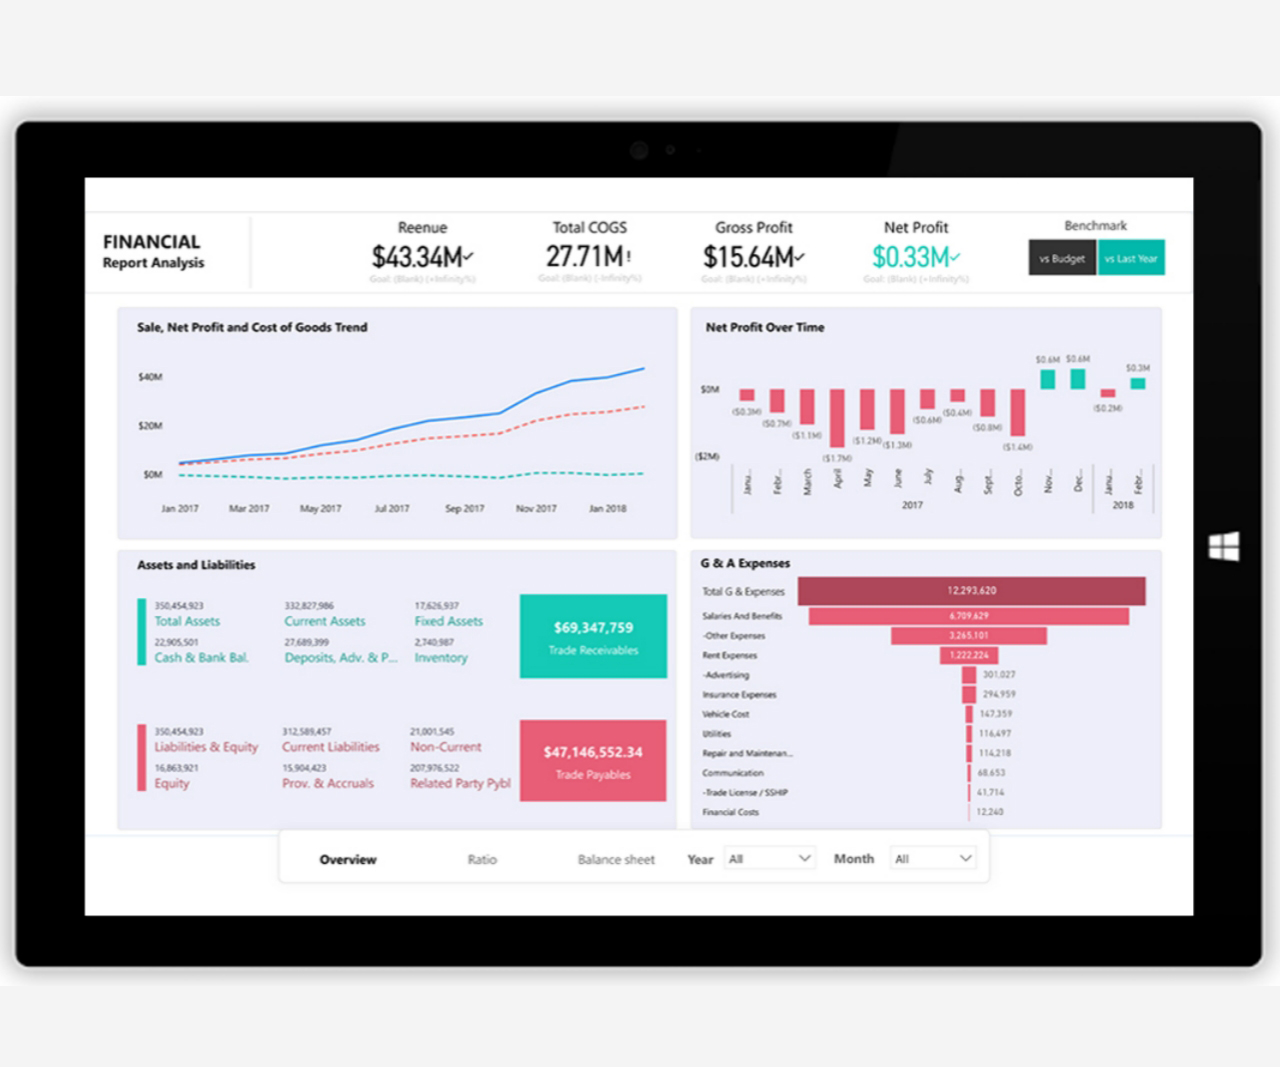 FINANCIAL
Report Analysis
Reenue
$43.34M
Goal: (Blank) (+Infinity%)
Total COGS
27.71M!
Goal: (Blank) (-Infinity%)
Gross Profit
$15.64M
Goal: (Blank) (+Infinity%)
Net Profit
$0.33M
Goal: (Blank) (+Infinity%)
Benchmark
vs Budget
vs Last Year
Sale, Net Profit and Cost of Goods Trend
$40M
$20M
$0M
Jan 2017 Mar 2017 May 2017 Jul 2017 Sep 2017 Nov 2017 Jan 2018
Net Profit Over Time
$0M
($2M)
($0.3M) ($0.7M) ($1.1M) ($1.7M) ($1.2M) ($1.3M) ($0.6M) ($0.4M) ($0.8M) ($1.4M) $0.6M $0.6M ($0.2M) $0.3M
Janu... Febr... March April May June July Aug... Sept... Octo... Nov... Dec... Janu... Febr...
2017 2018
Assets and Liabilities
350,454,923 332,827,986 17,626,937
Total Assets Current Assets Fixed Assets
22,905,501 27,689,399 2,740,987
Cash & Bank Bal. Deposits, Adv. & P... Inventory
$69,347,759
Trade Receivables
350,454,923 312,589,457 21,001,545
Liabilities & Equity Current Liabilities Non-Current
16,863,921 15,904,423 207,976,522
Equity Prov. & Accruals Related Party Pybl
$47,146,552.34
Trade Payables
G & A Expenses
Total G & Expenses 12,293,620
Salaries And Benefits 6,709,629
-Other Expenses 3,265,101
Rent Expenses 1,222,224
-Advertising 301,027
Insurance Expenses 294,959
Vehicle Cost 147,359
Utilities 116,497
Repair and Maintenan... 114,218
Communication 68,653
-Trade License / SSHIP 41,714
Financial Costs 12,240
Overview Ratio Balance sheet Year All Month All